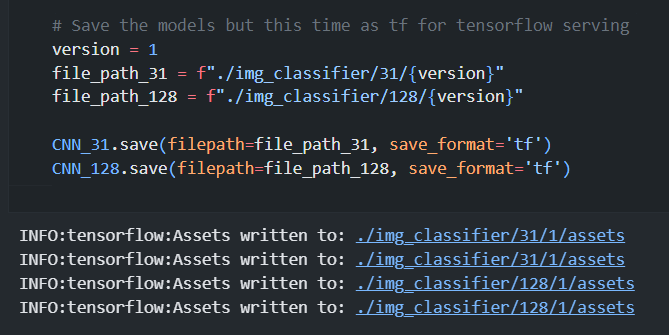 # Save the models but this time as tf for tensorflow serving
version = 1
file_path_31 = f"./img_classifier/31/{version}"
file_path_128 = f"./img_classifier/128/{version}"
CNN_31.save(filepath=file_path_31, save_format='tf')
CNN_128.save(filepath=file_path_128, save_format='tf')
INFO:tensorflow:Assets written to: ./img_classifier/31/1/assets
INFO:tensorflow:Assets written to: ./img_classifier/31/1/assets
INFO:tensorflow:Assets written to: ./img_classifier/128/1/assets
INFO:tensorflow:Assets written to: ./img_classifier/128/1/assets